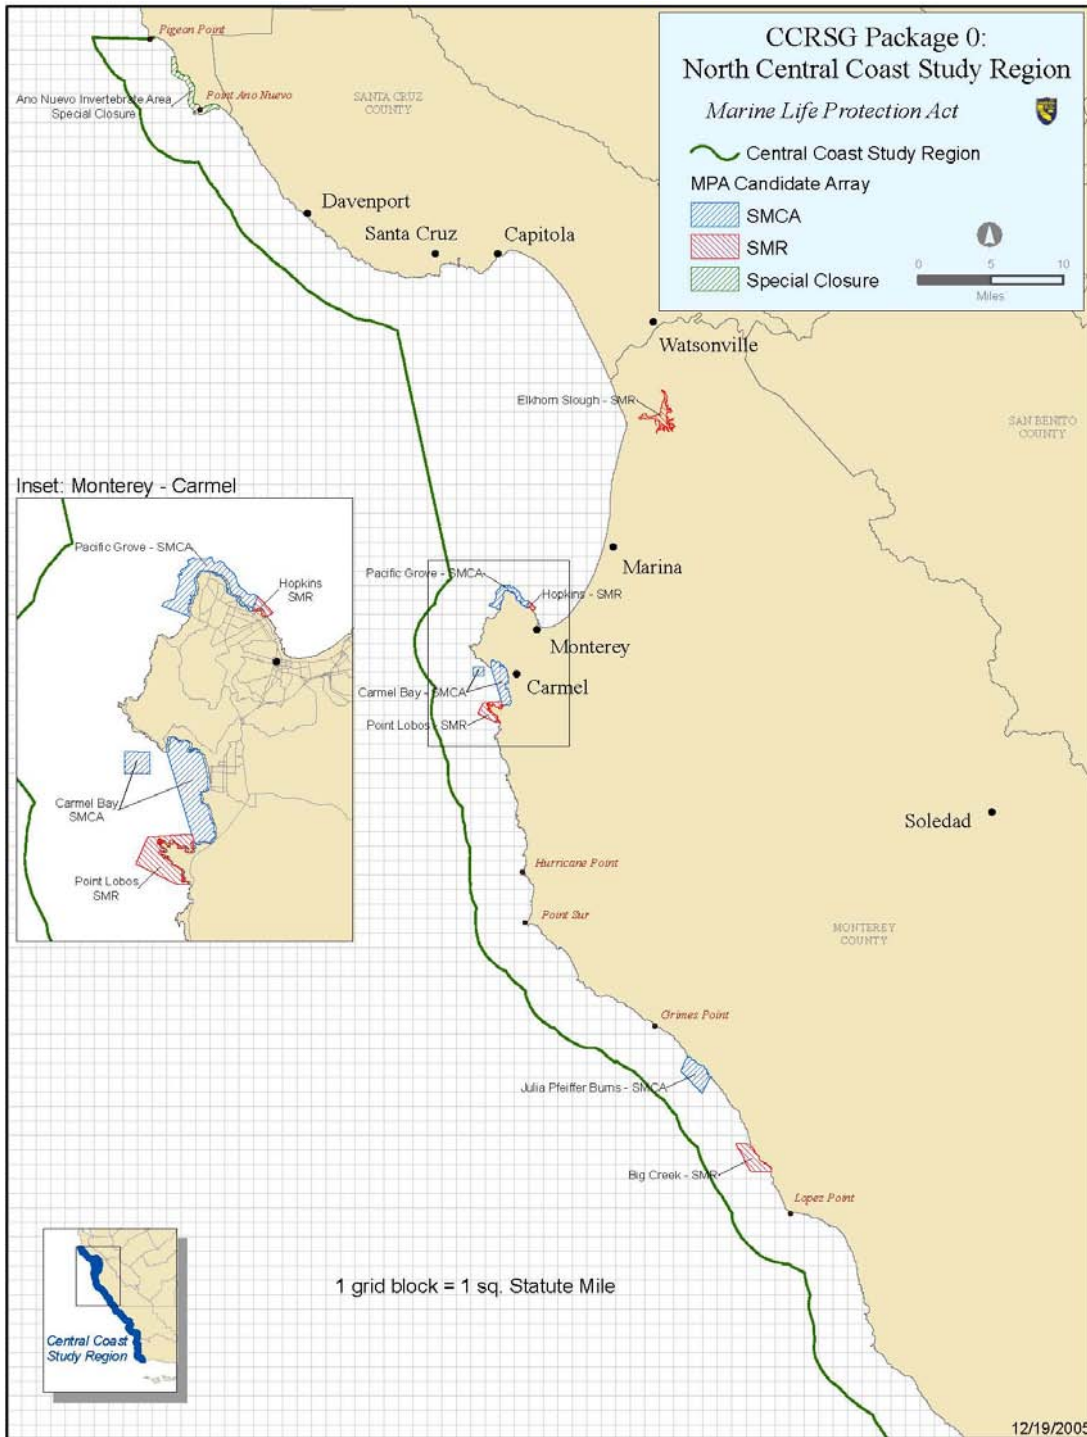 CCRSG Package 0:
North Central Coast Study Region
Marine Life Protection Act
Central Coast Study Region
MPA Candidate Array
SMCA
SMR
Special Closure
0 5 10
Miles
Pigeon Point
Ano Nuevo Invertebrate Area
Special Closure
Point Ano Nuevo
SANTA CRUZ
COUNTY
Davenport
Santa Cruz
Capitola
Watsonville
Elkhorn Slough - SMR
SAN BENITO
COUNTY
Inset: Monterey - Carmel
Pacific Grove - SMCA
Hopkins
SMR
Carmel Bay
SMCA
Point Lobos
SMR
Marina
Pacific Grove - SMCA
Hopkins - SMR
Monterey
Carmel
Carmel Bay - SMCA
Point Lobos - SMR
Soledad
Hurricane Point
Point Sur
MONTEREY
COUNTY
Grimes Point
Julia Pfeiffer Burns - SMCA
Big Creek - SMR
Lopez Point
1 grid block = 1 sq. Statute Mile
Central Coast
Study Region
12/19/2005